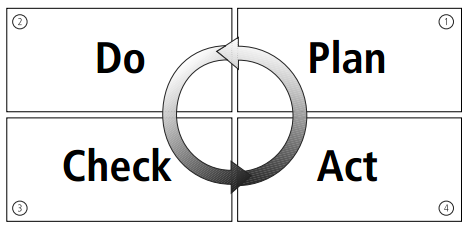 ② Do
Plan ①
Check
③
Act
④